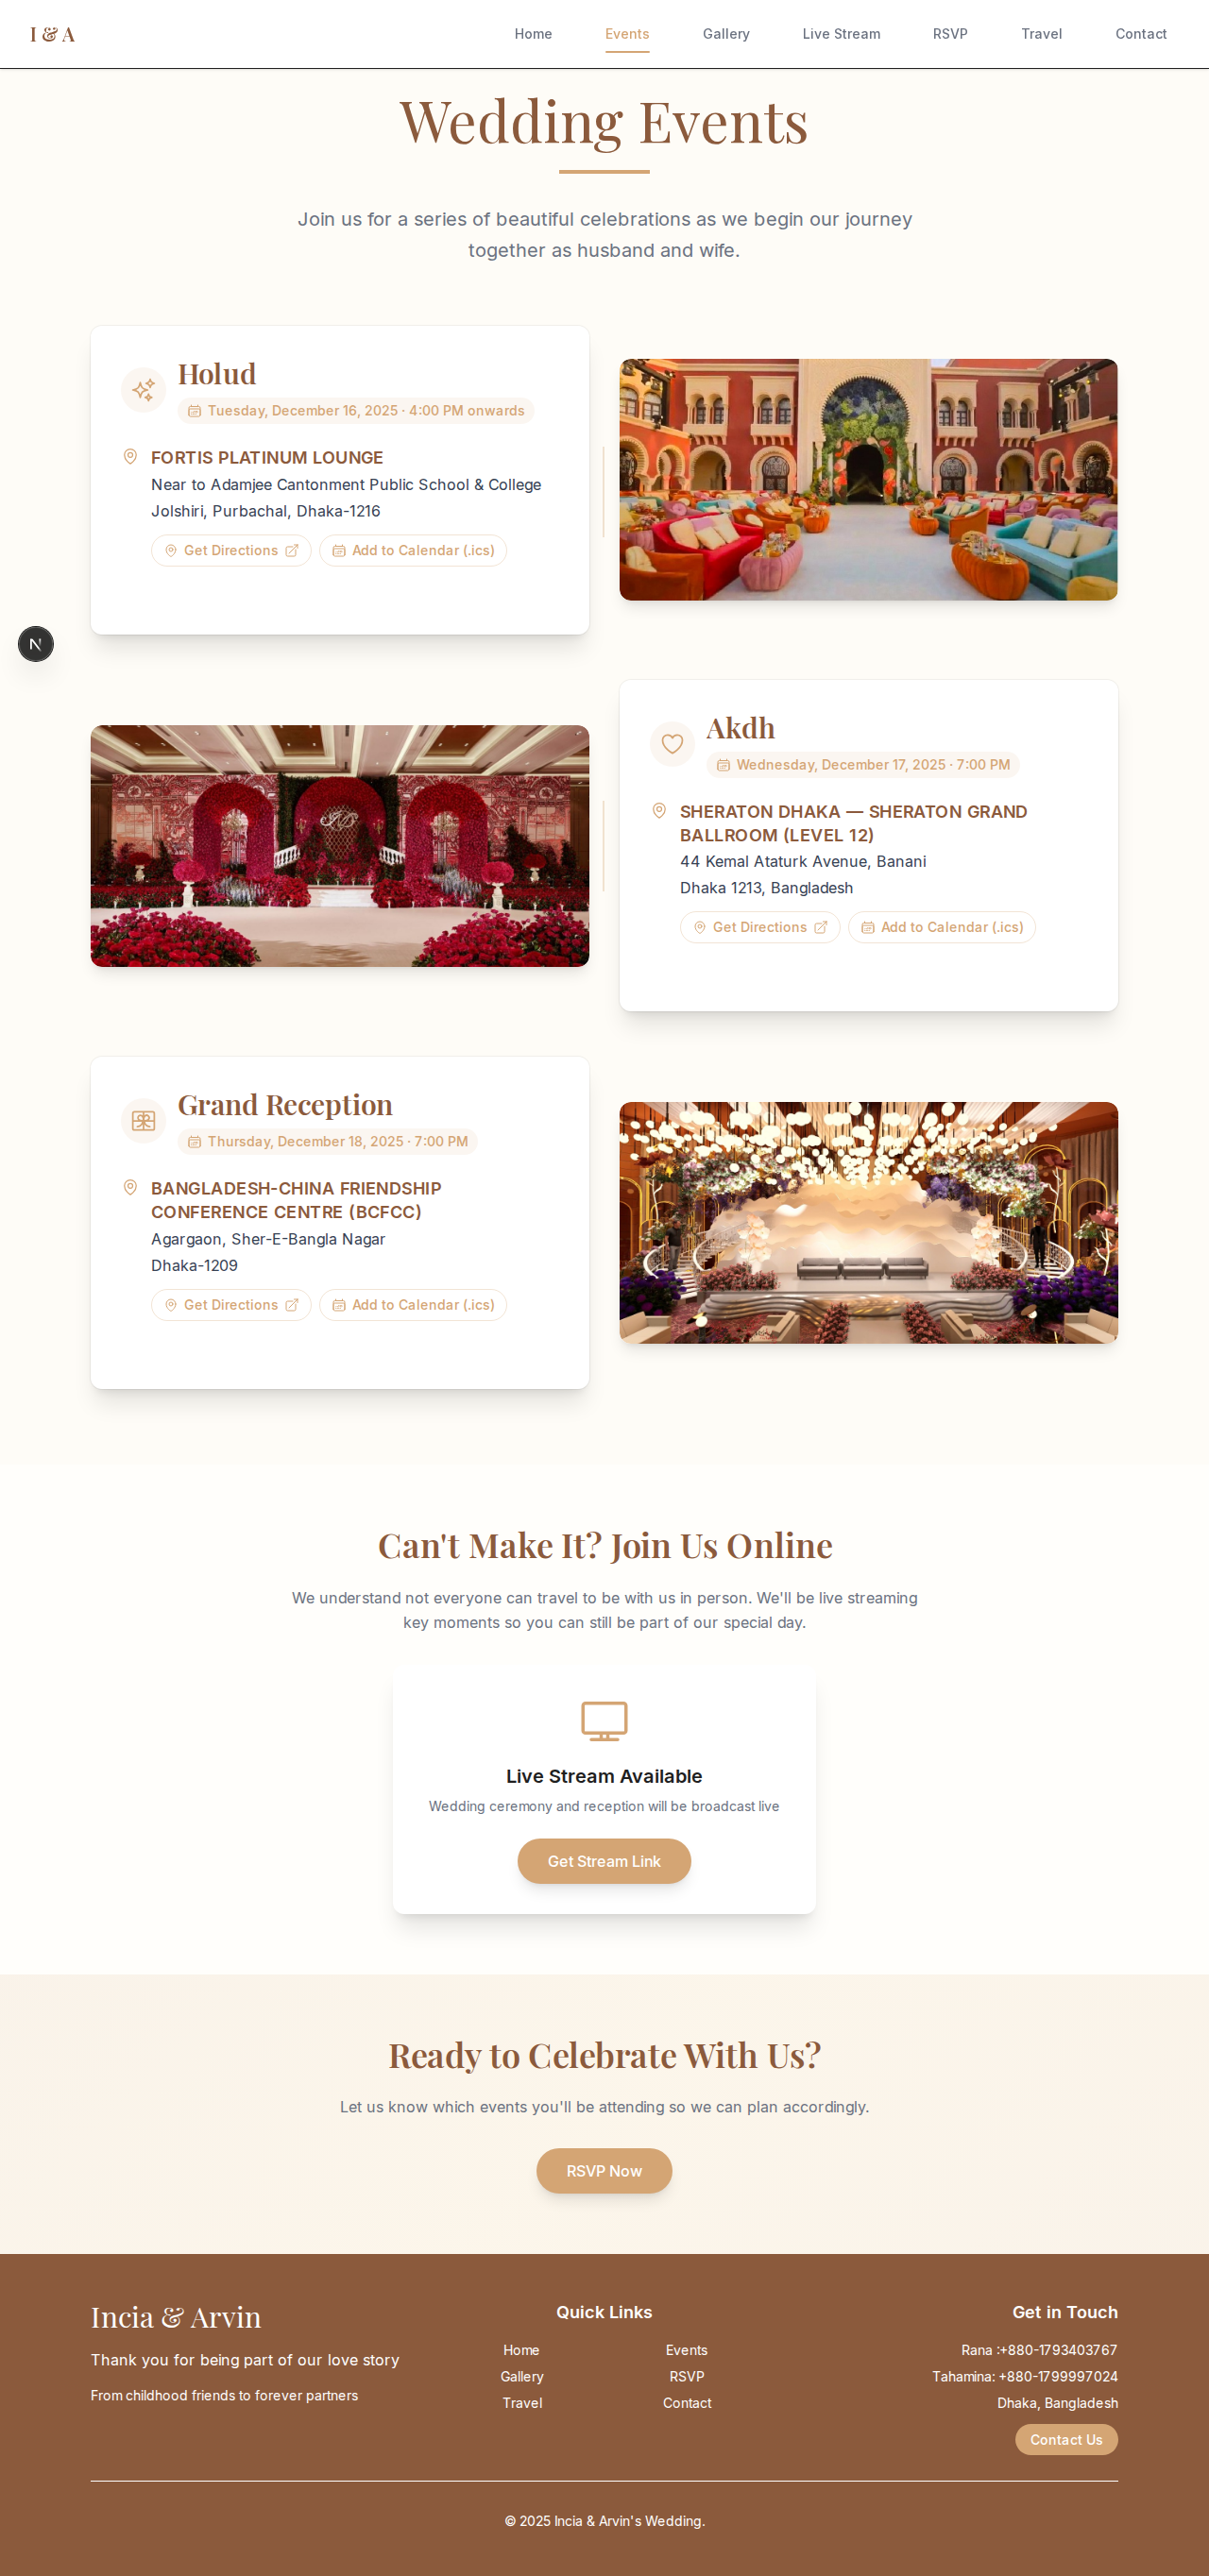 I & A
Home
Events
Gallery
Live Stream
RSVP
Travel
Contact
Wedding Events
Join us for a series of beautiful celebrations as we begin our journey
together as husband and wife.
Holud
Tuesday, December 16, 2025 · 4:00 PM onwards
FORTIS PLATINUM LOUNGE
Near to Adamjee Cantonment Public School & College
Jolshiri, Purbachal, Dhaka-1216
Get Directions
Add to Calendar (.ics)
N
Akdh
Wednesday, December 17, 2025 · 7:00 PM
SHERATON DHAKA — SHERATON GRAND
BALLROOM (LEVEL 12)
44 Kemal Ataturk Avenue, Banani
Dhaka 1213, Bangladesh
Get Directions
Add to Calendar (.ics)
Grand Reception
Thursday, December 18, 2025 · 7:00 PM
BANGLADESH-CHINA FRIENDSHIP
CONFERENCE CENTRE (BCFCC)
Agargaon, Sher-E-Bangla Nagar
Dhaka-1209
Get Directions
Add to Calendar (.ics)
Can't Make It? Join Us Online
We understand not everyone can travel to be with us in person. We'll be live streaming
key moments so you can still be part of our special day.
Live Stream Available
Wedding ceremony and reception will be broadcast live
Get Stream Link
Ready to Celebrate With Us?
Let us know which events you'll be attending so we can plan accordingly.
RSVP Now
Incia & Arvin
Thank you for being part of our love story
From childhood friends to forever partners
Quick Links
Home
Events
Gallery
RSVP
Travel
Contact
Get in Touch
Rana :+880-1793403767
Tahamina: +880-1799997024
Dhaka, Bangladesh
Contact Us
© 2025 Incia & Arvin's Wedding.